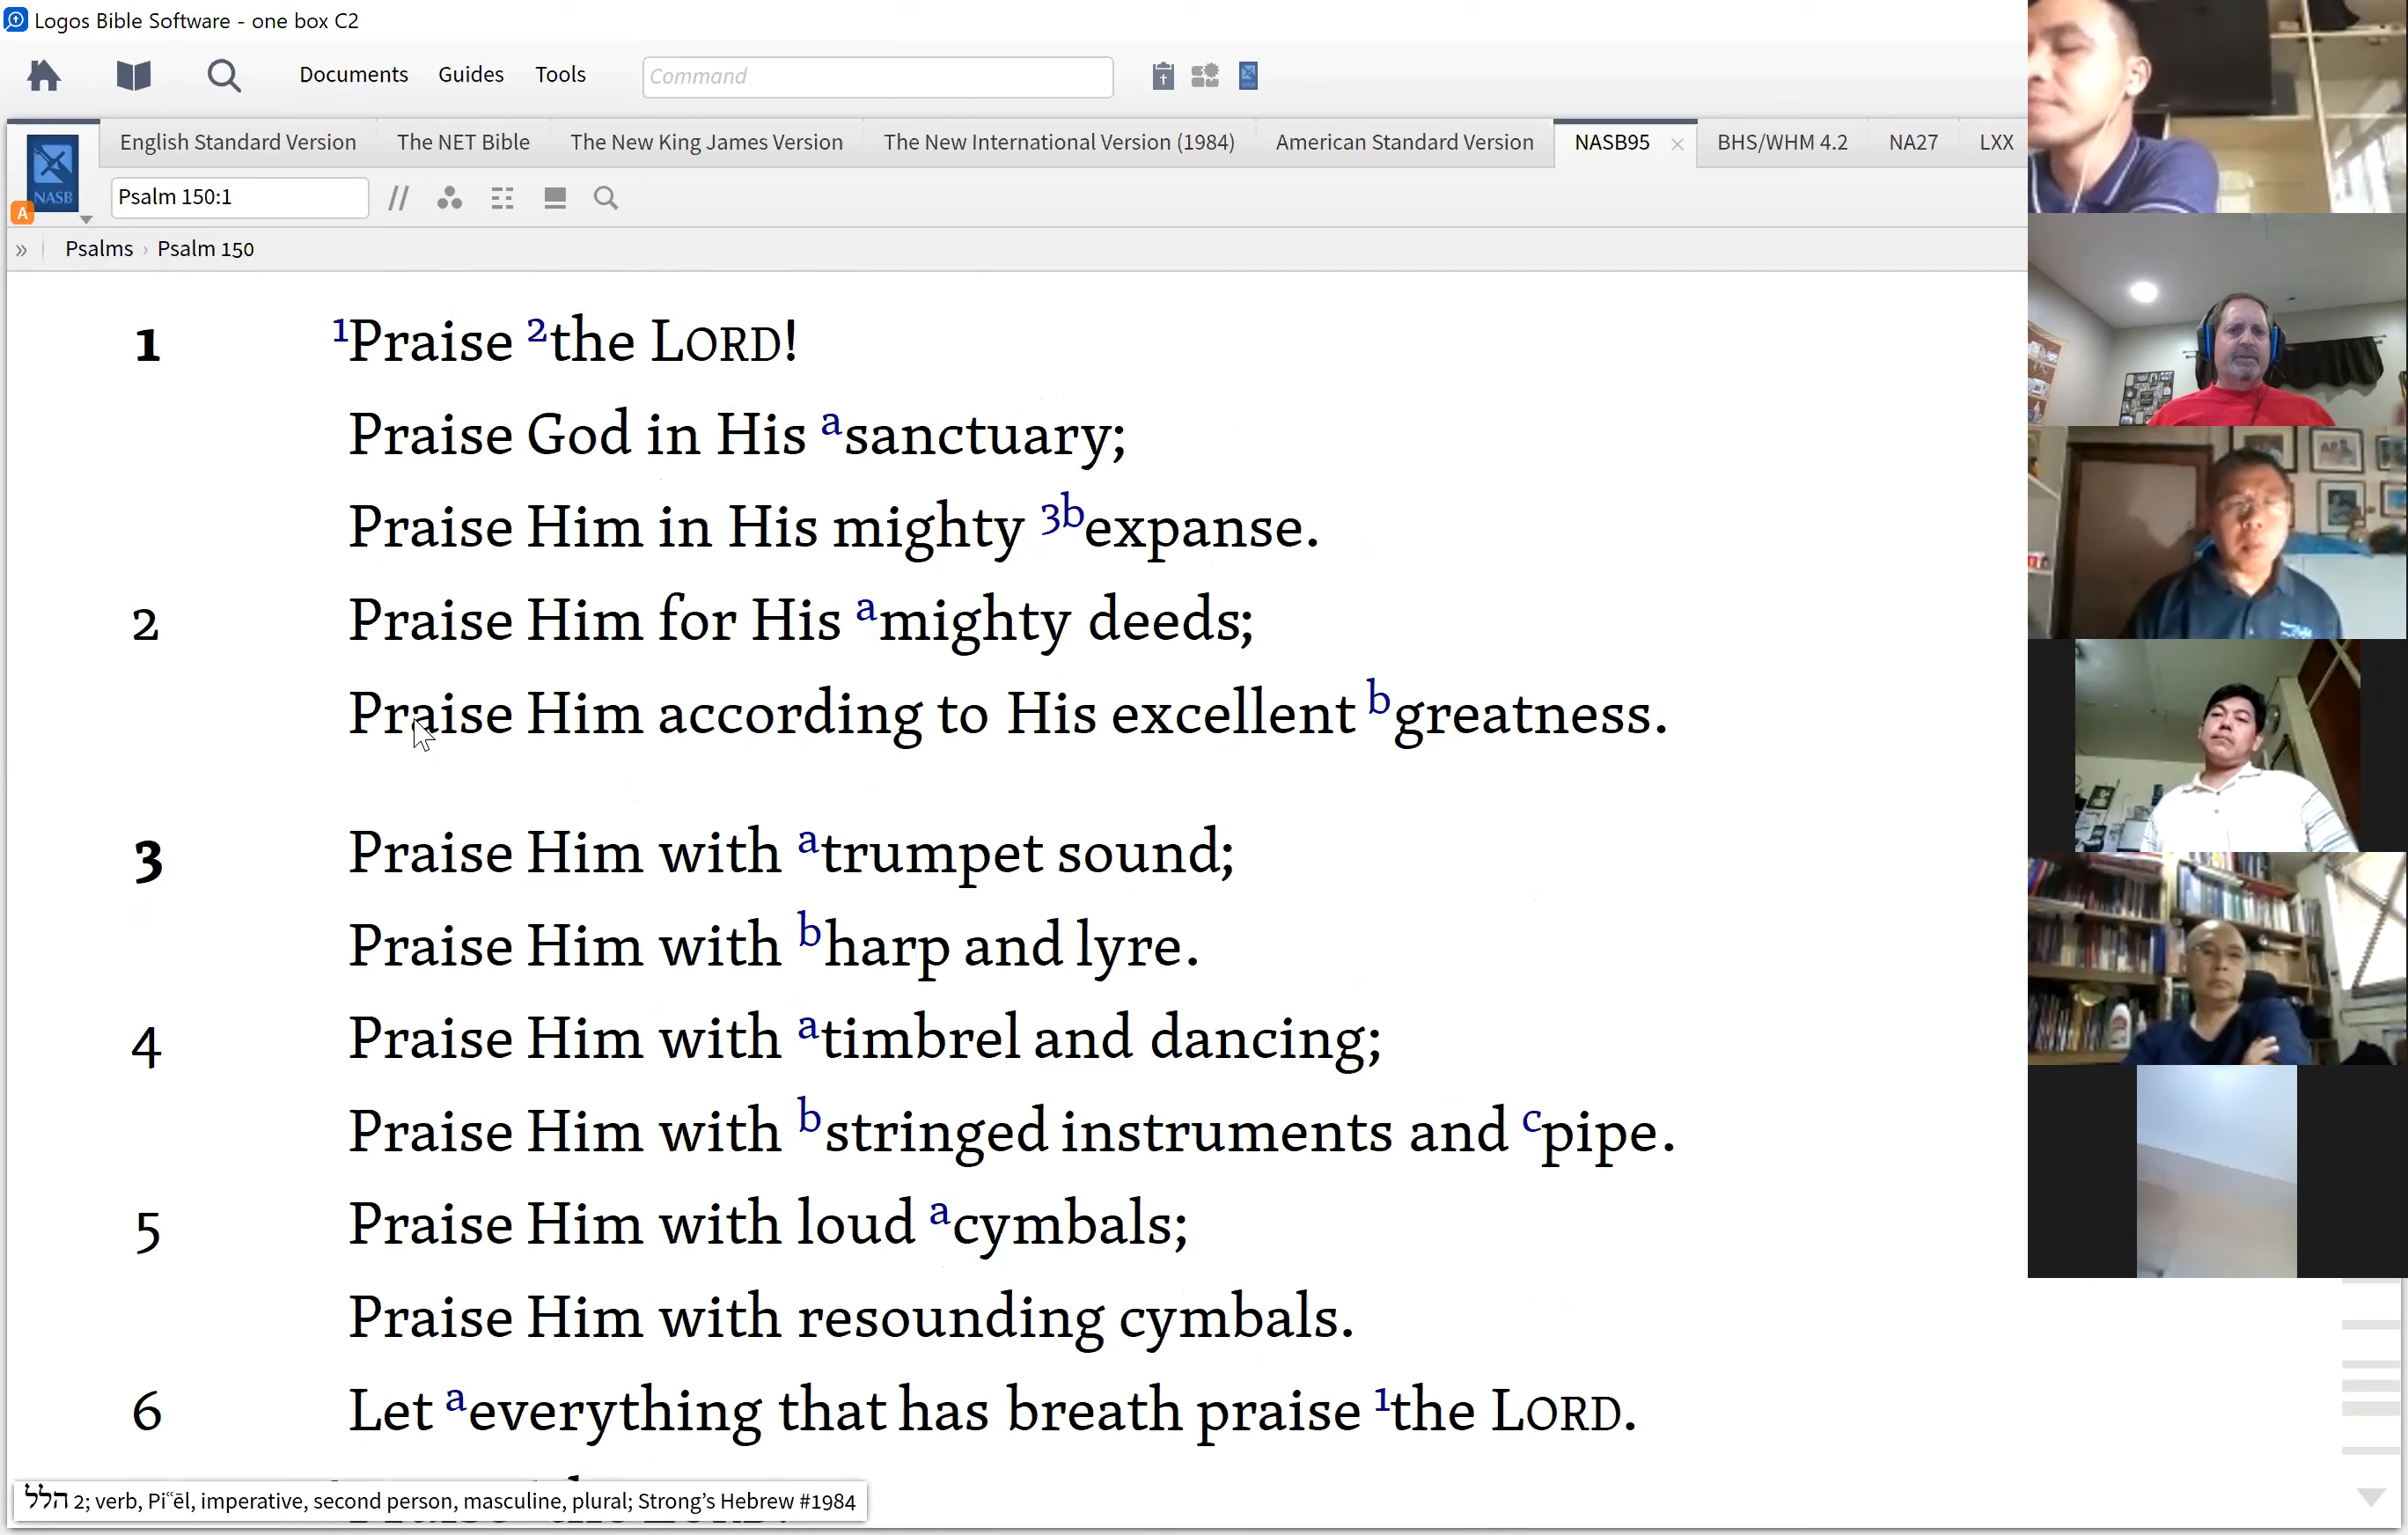 Logos Bible Software - one box C2
Documents Guides Tools Command
English Standard Version The NET Bible The New King James Version The New International Version (1984) American Standard Version NASB95 BHS/WHM 4.2 NA27 LXX
NASB
A
Psalm 150:1
» Psalms › Psalm 150
1 ¹Praise ²the LORD!
Praise God in His ᵃsanctuary;
Praise Him in His mighty ³ᵇexpanse.
2 Praise Him for His ᵃmighty deeds;
Praise Him according to His excellent ᵇgreatness.
3 Praise Him with ᵃtrumpet sound;
Praise Him with ᵇharp and lyre.
4 Praise Him with ᵃtimbrel and dancing;
Praise Him with ᵇstringed instruments and ᶜpipe.
5 Praise Him with loud ᵃcymbals;
Praise Him with resounding cymbals.
6 Let ᵃeverything that has breath praise ¹the LORD.
הלל 2; verb, Piʿʿēl, imperative, second person, masculine, plural; Strong’s Hebrew #1984